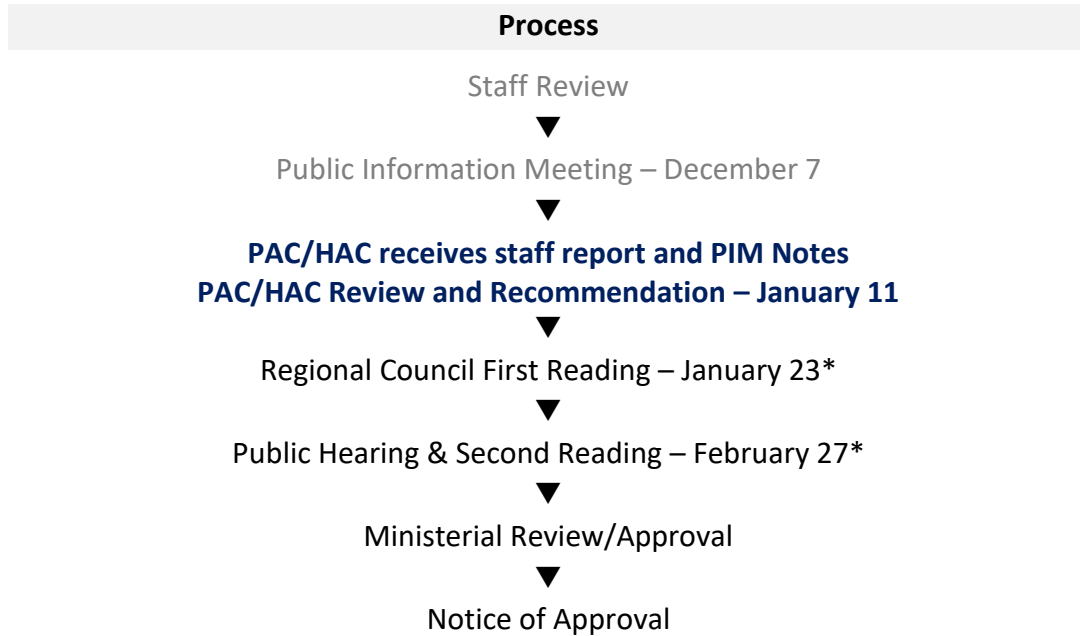 Process
Staff Review
Public Information Meeting – December 7
PAC/HAC receives staff report and PIM Notes
PAC/HAC Review and Recommendation – January 11
Regional Council First Reading – January 23*
Public Hearing & Second Reading – February 27*
Ministerial Review/Approval
Notice of Approval